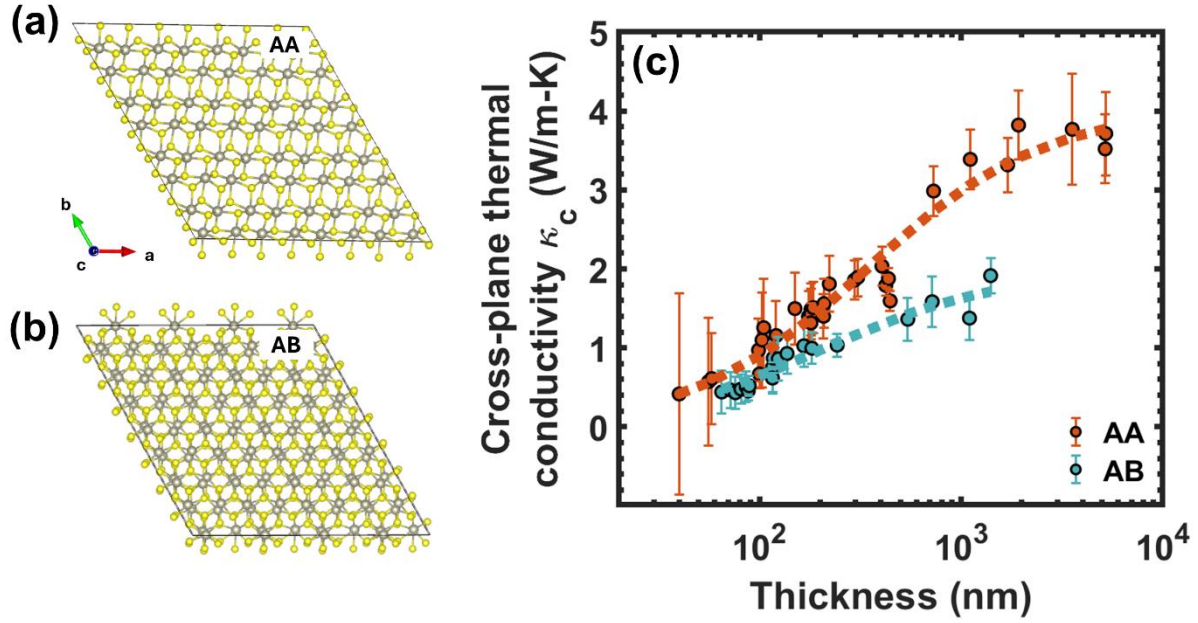 (a)
AA
b
c
a
(b)
AB
(c)
Cross-plane thermal
conductivity κ_c (W/m-K)
5
4
3
2
1
0
AA
AB
10²
10³
10⁴
Thickness (nm)